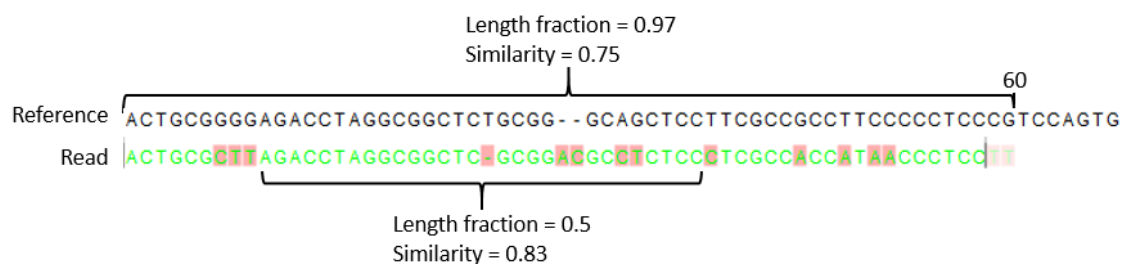 Length fraction = 0.97
Similarity = 0.75
60
Reference ACTGCGGGGAGACCTAGGCGGCTCTGCGG--GCAGCTCCTTCGCCGCCTTCCCCCTCCCGTCCAGTG
Read ACTGCGCTTAGACCTAGGCGGCTC-GCGGACGCCTCTCCCTCGCCACCATAACCCTCCTT
Length fraction = 0.5
Similarity = 0.83